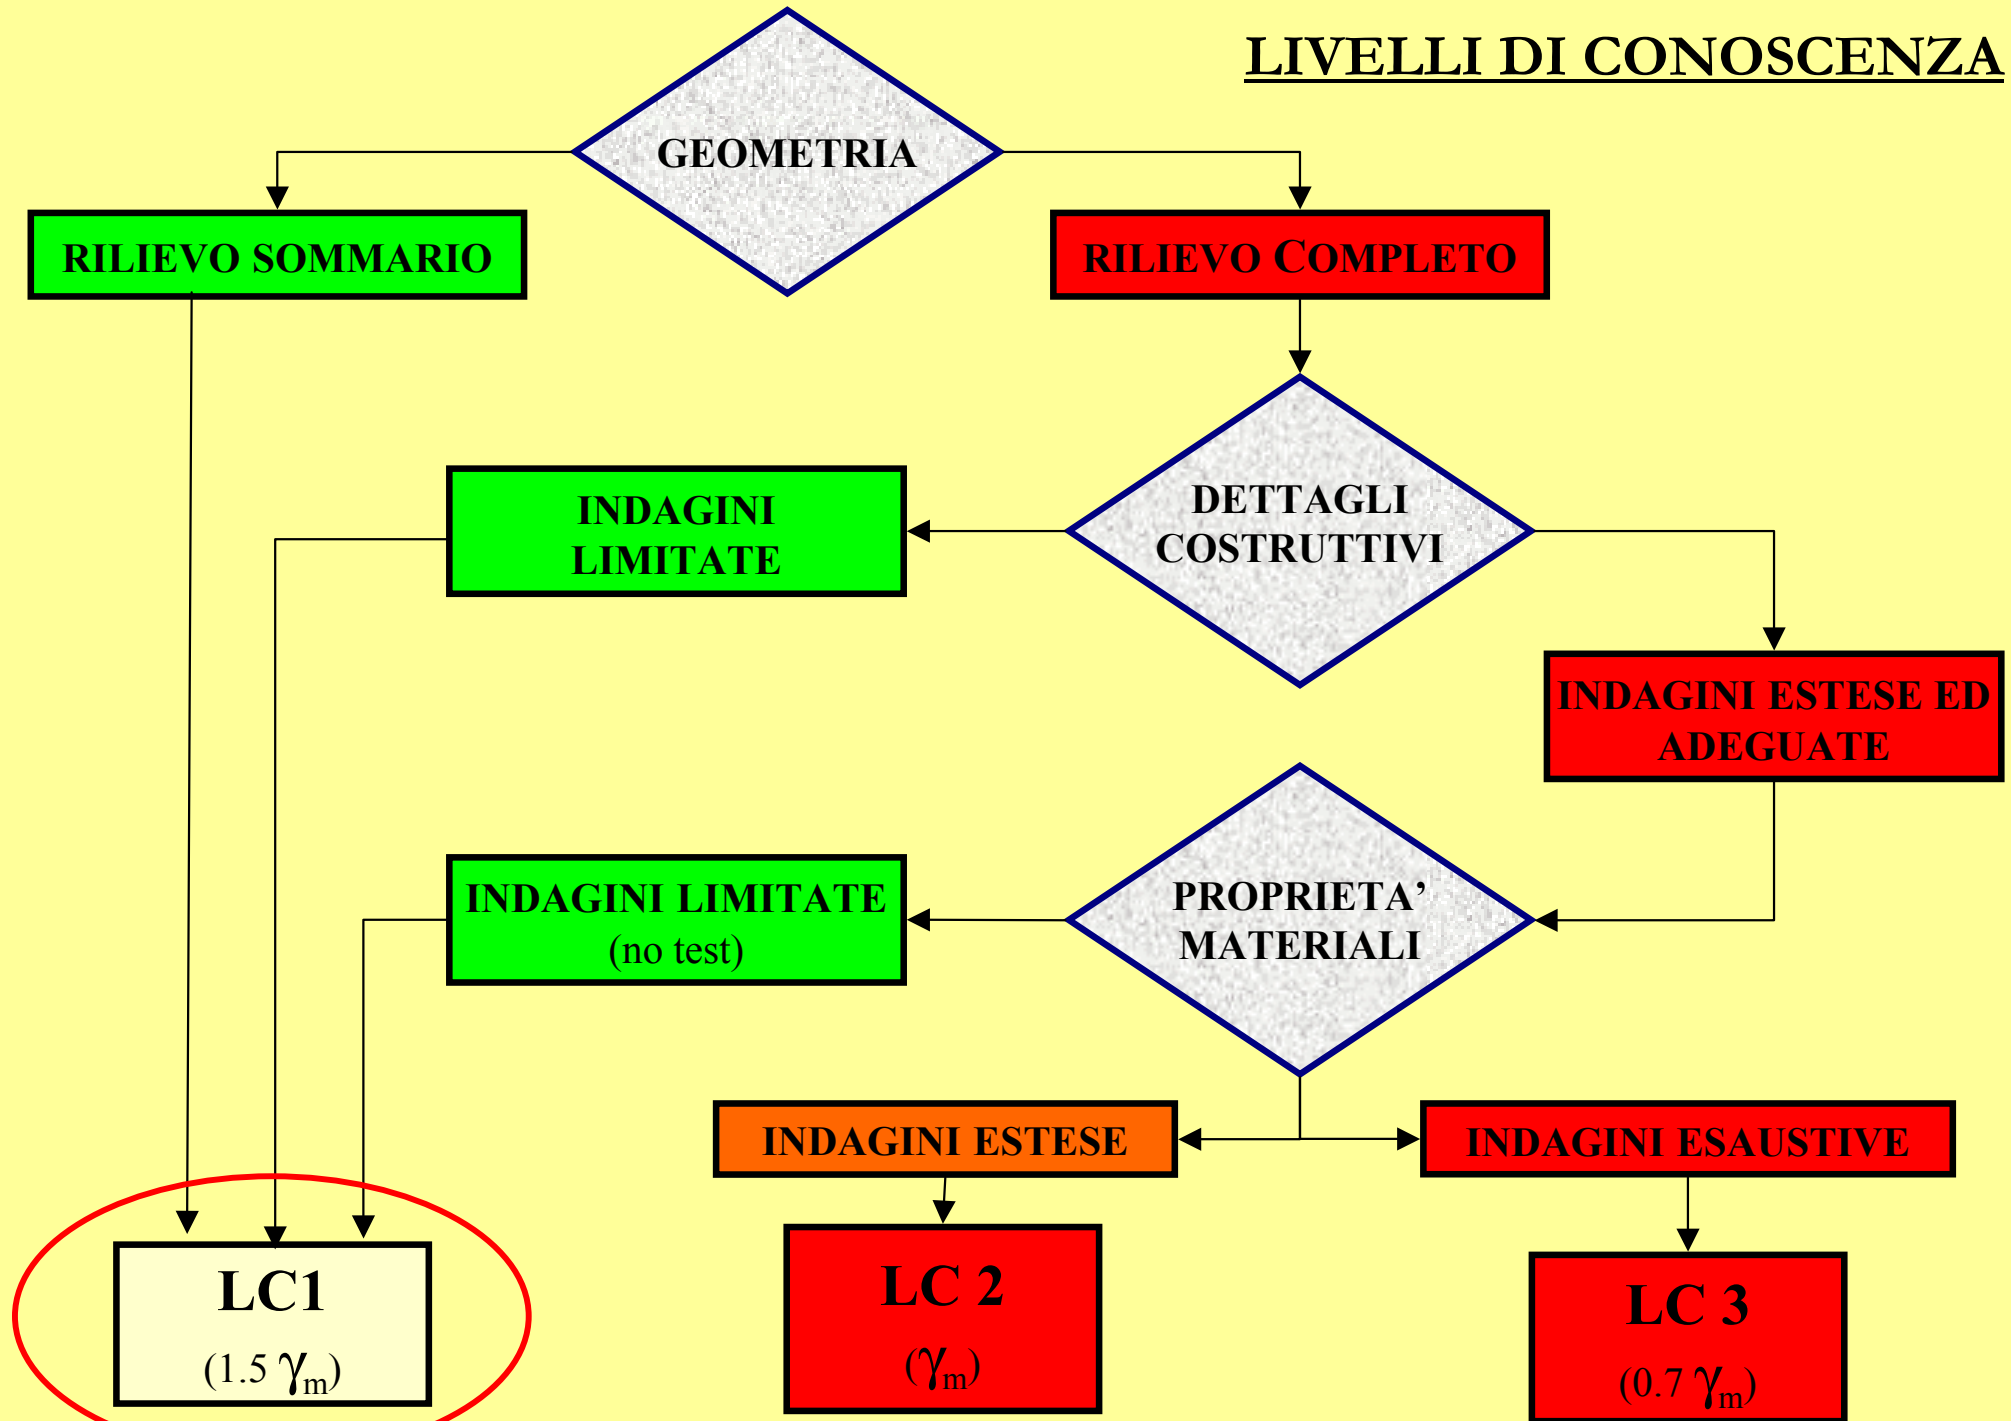 LIVELLI DI CONOSCENZA
GEOMETRIA
RILIEVO SOMMARIO
RILIEVO COMPLETO
DETTAGLI
COSTRUTTIVI
INDAGINI
LIMITATE
INDAGINI ESTESE ED
ADEGUATE
PROPRIETA’
MATERIALI
INDAGINI LIMITATE
(no test)
INDAGINI ESTESE
INDAGINI ESAUSTIVE
LC1
(1.5 γm)
LC 2
(γm)
LC 3
(0.7 γm)